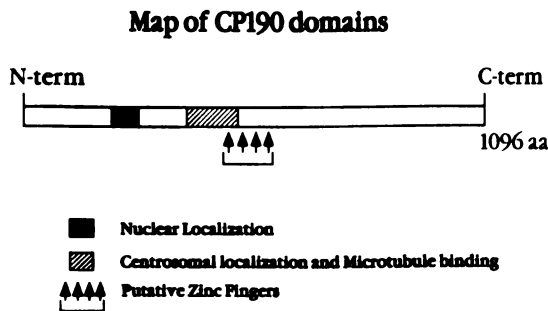 Map of CP190 domains
N-term C-term
1096 aa
Nuclear Localization
Centrosomal localization and Microtubule binding
Putative Zinc Fingers